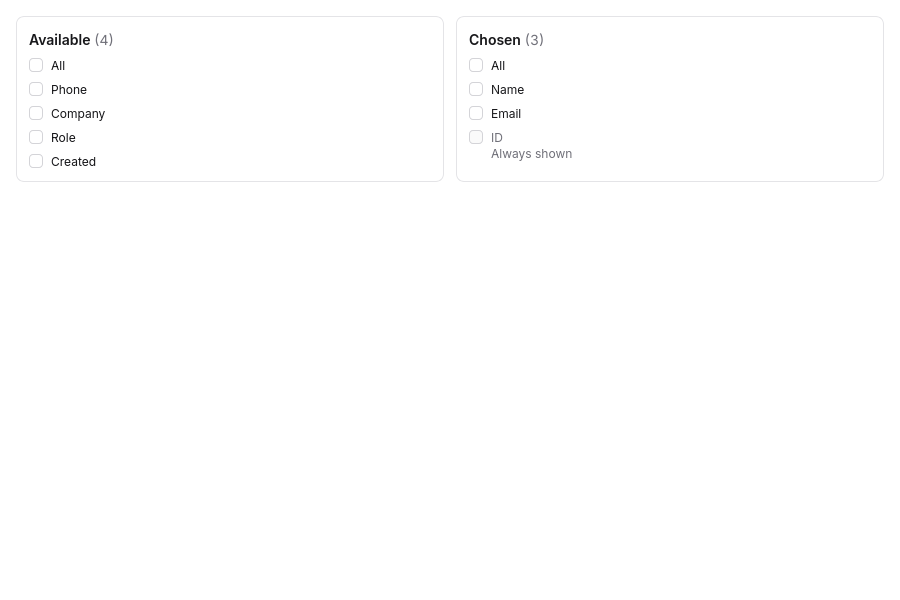 Available (4)
All
Phone
Company
Role
Created
Chosen (3)
All
Name
Email
ID
Always shown